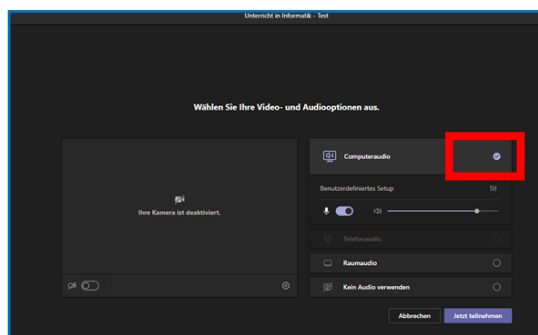 Unterricht in Informatik - Test
Wählen Sie Ihre Video- und Audiooptionen aus.
Computeraudio
Benutzerdefiniertes Setup
Ihre Kamera ist deaktiviert.
Telefonaudio
Raumaudio
Kein Audio verwenden
Abbrechen
Jetzt teilnehmen